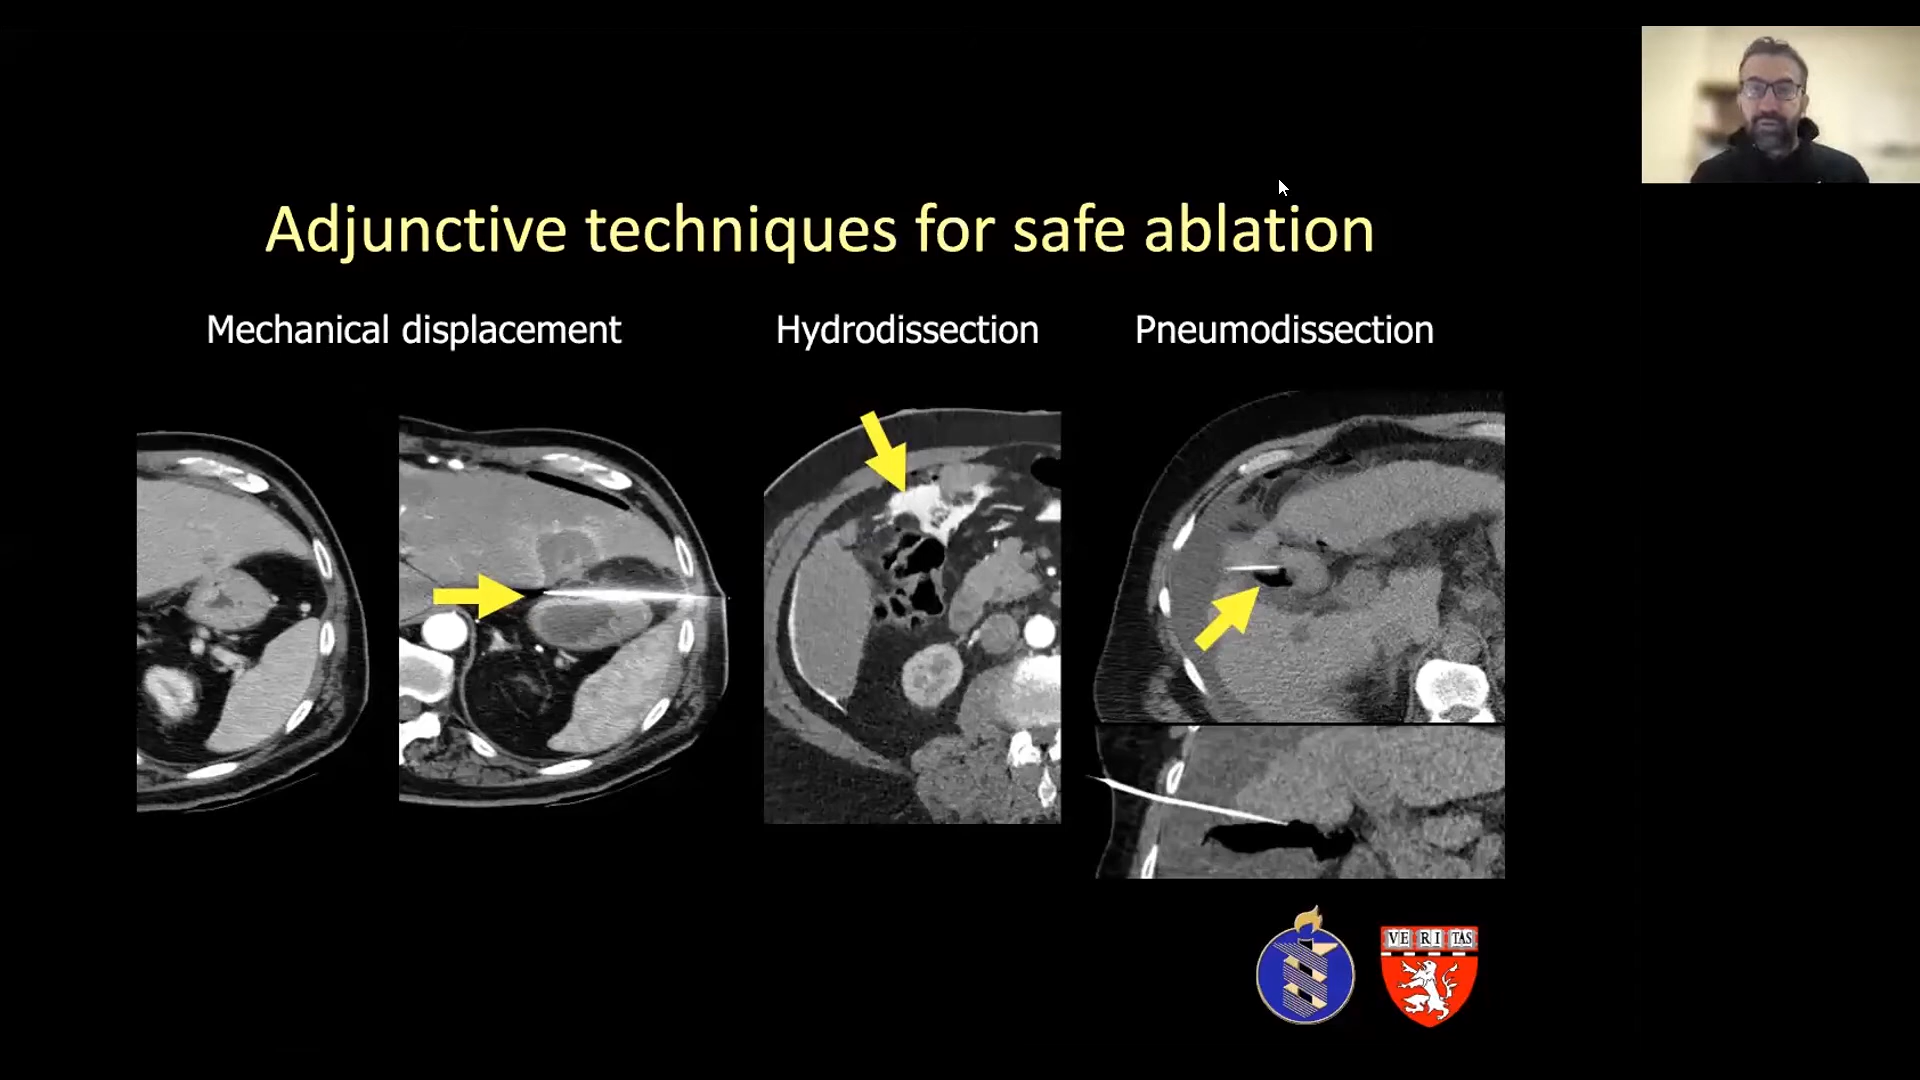 Adjunctive techniques for safe ablation
Mechanical displacement
Hydrodissection
Pneumodissection
VE RI TAS